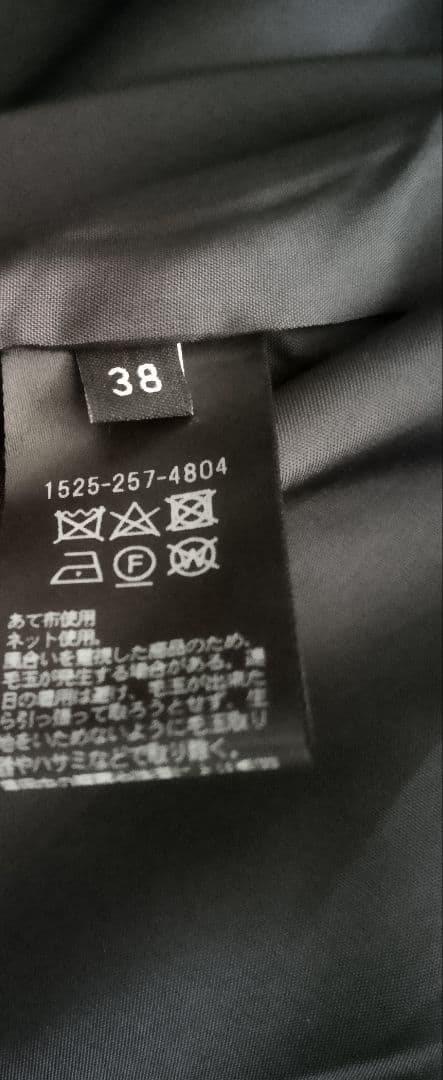 38
1525-257-4804
F
W
あて布使用
ネット使用。
風合いを重視した商品のため、
毛玉が発生する場合がある。連
日の着用は避け、毛玉が出来た
ら引っ張って取ろうとせず、生
地をいためないように毛玉取り
器やハサミなどで取り除く。